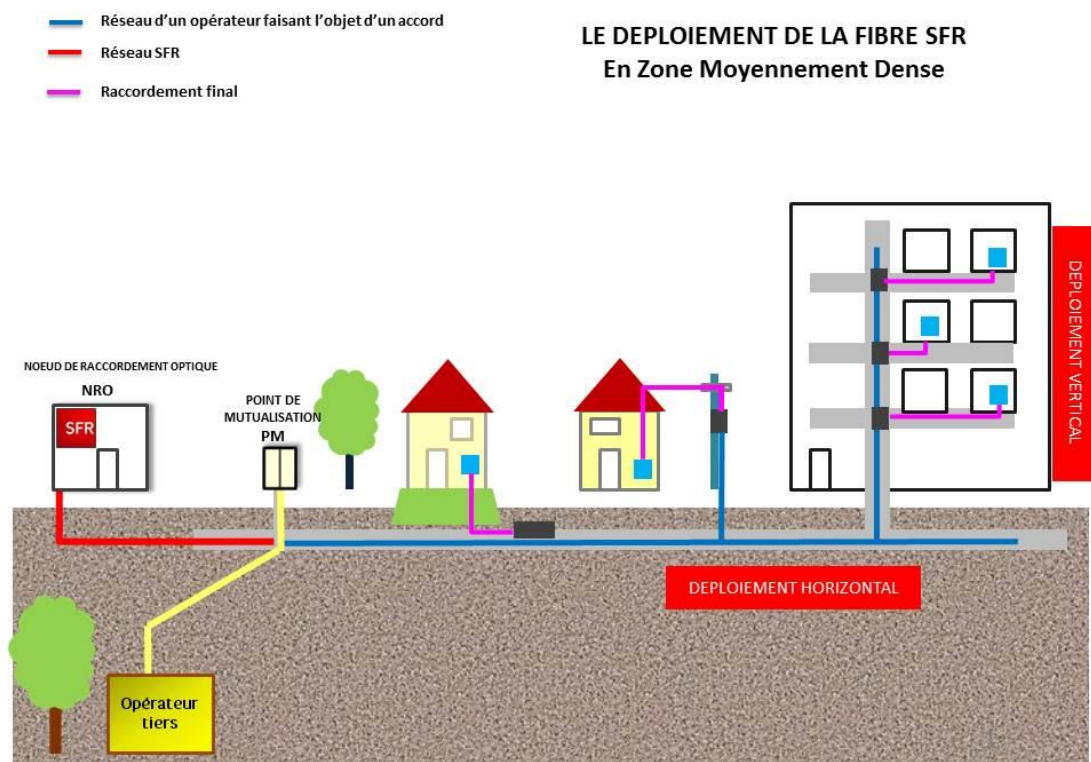 Réseau d'un opérateur faisant l'objet d'un accord
Réseau SFR
Raccordement final
LE DEPLOIEMENT DE LA FIBRE SFR
En Zone Moyennement Dense
NOEUD DE RACCORDEMENT OPTIQUE
NRO
SFR
POINT DE
MUTUALISATION
PM
DEPLOIEMENT VERTICAL
DEPLOIEMENT HORIZONTAL
Opérateur
tiers